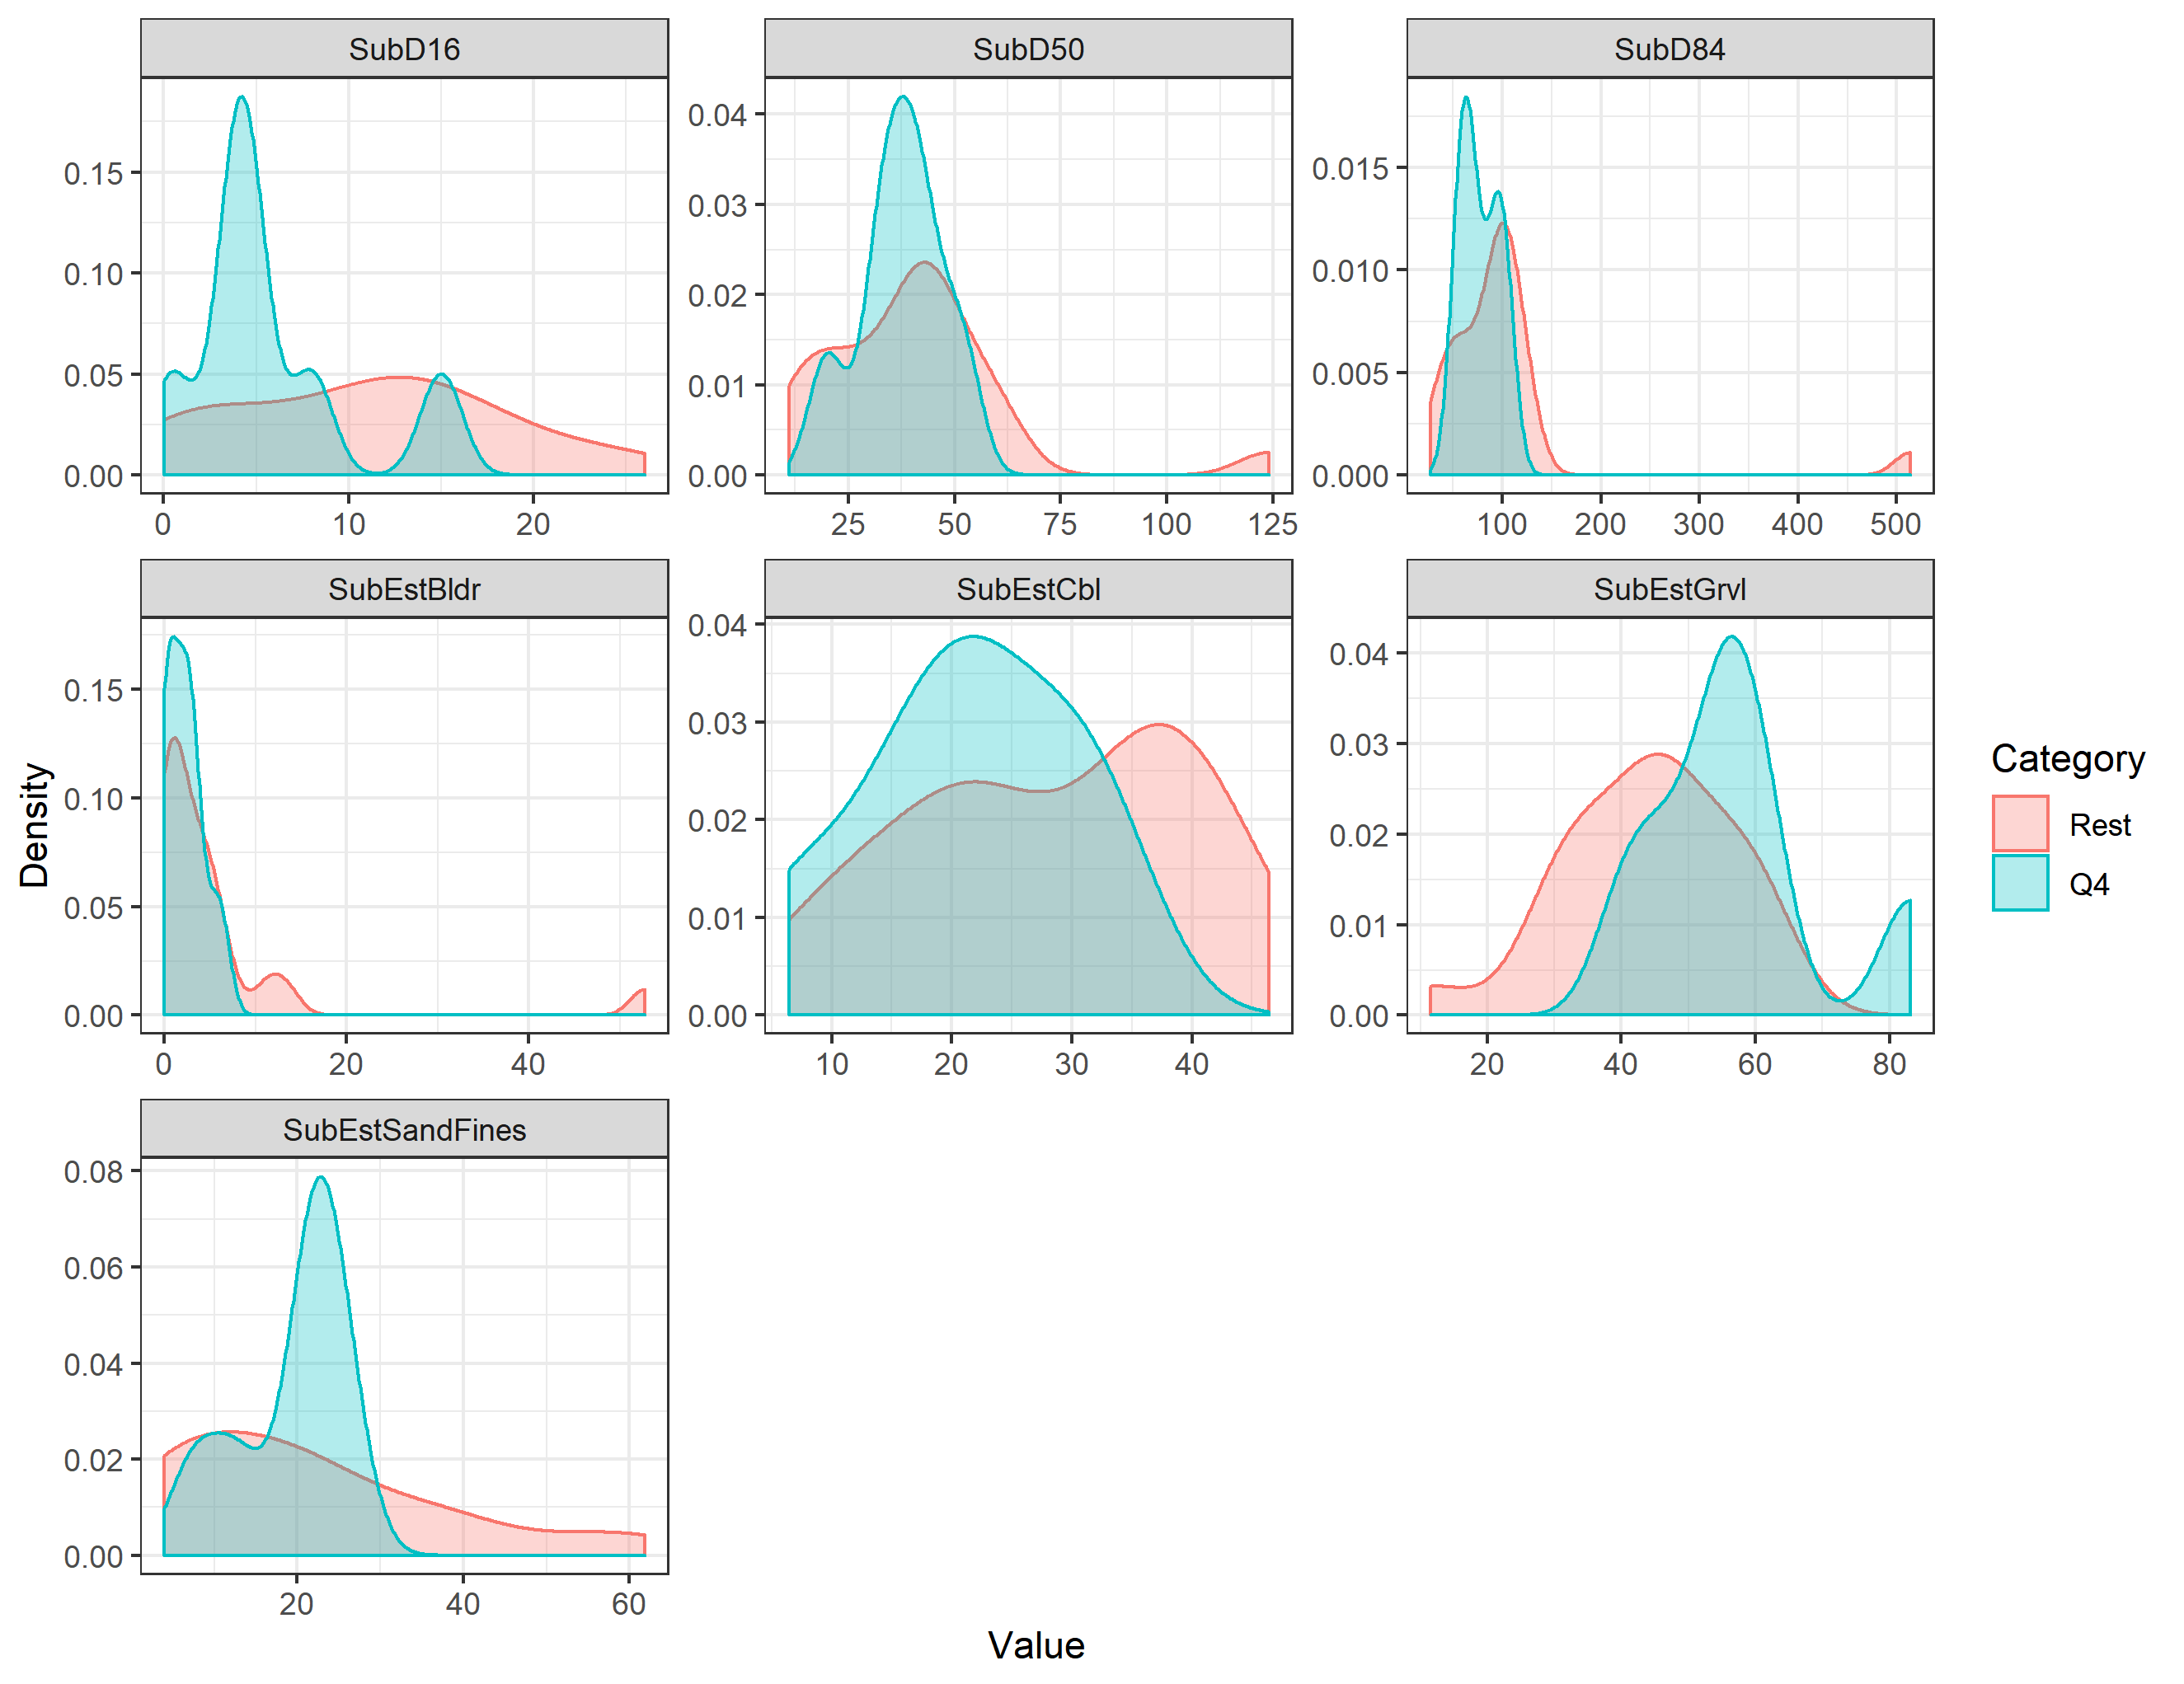 SubD16
SubD50
SubD84
0.15
0.10
0.05
0.00
0 10 20
0.04
0.03
0.02
0.01
0.00
25 50 75 100 125
0.015
0.010
0.005
0.000
100 200 300 400 500
SubEstBldr
SubEstCbl
SubEstGrvl
0.15
0.10
0.05
0.00
0 20 40
0.04
0.03
0.02
0.01
0.00
10 20 30 40
0.04
0.03
0.02
0.01
0.00
20 40 60 80
SubEstSandFines
0.08
0.06
0.04
0.02
0.00
20 40 60
Density
Value
Category
Rest
Q4